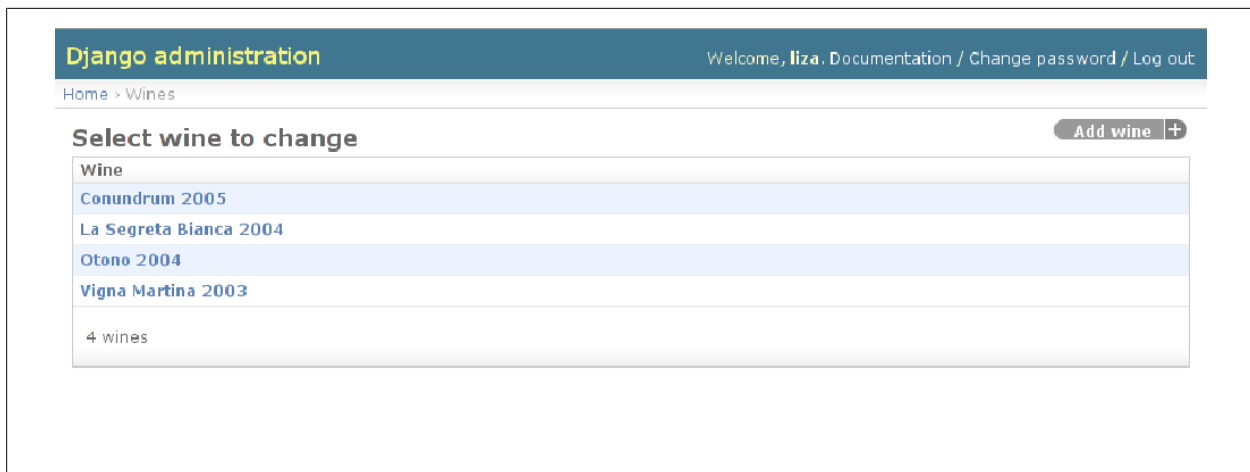 Django administration
Welcome, liza. Documentation / Change password / Log out
Home › Wines
Select wine to change
Add wine +
Wine
Conundrum 2005
La Segreta Bianca 2004
Otono 2004
Vigna Martina 2003
4 wines